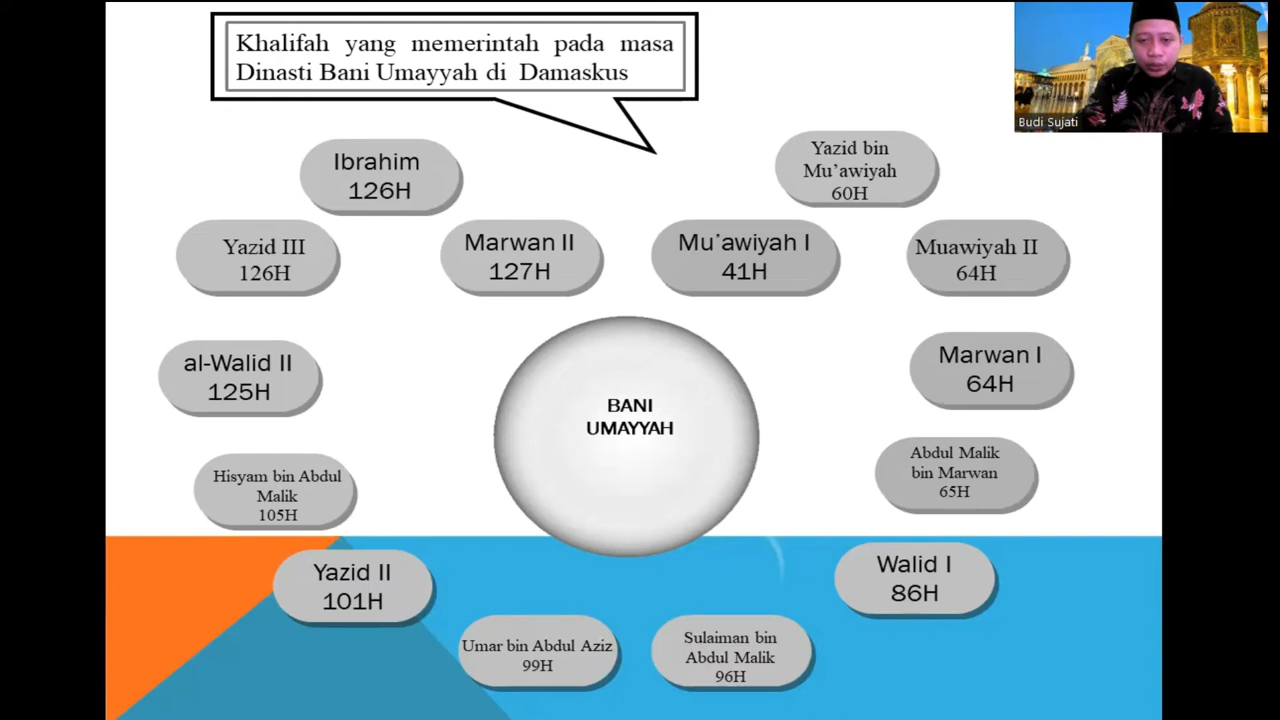 Khalifah yang memerintah pada masa
Dinasti Bani Umayyah di Damaskus
Budi Sujati
Ibrahim
126H
Yazid bin
Mu’awiyah
60H
Yazid III
126H
Marwan II
127H
Mu’awiyah I
41H
Muawiyah II
64H
al-Walid II
125H
BANI
UMAYYAH
Marwan I
64H
Hisyam bin Abdul
Malik
105H
Abdul Malik
bin Marwan
65H
Yazid II
101H
Walid I
86H
Umar bin Abdul Aziz
99H
Sulaiman bin
Abdul Malik
96H